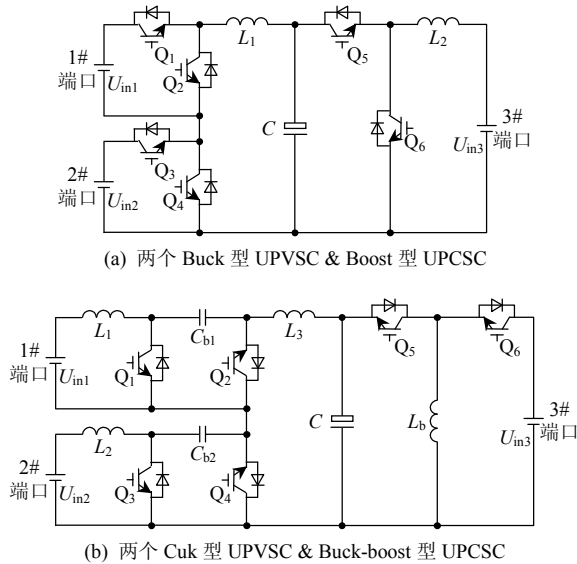 Q1
L1
Q5
L2
1#
端口
Uin1
Q2
C
Q6
3#
端口
Uin3
2#
端口
Uin2
Q3
Q4
(a) 两个 Buck 型 UPVSC & Boost 型 UPCSC
L1
Cb1
L3
Q5
Q6
1#
端口
Uin1
Q1
Q2
L2
Cb2
C
Lb
3#
端口
Uin3
2#
端口
Uin2
Q3
Q4
(b) 两个 Cuk 型 UPVSC & Buck-boost 型 UPCSC